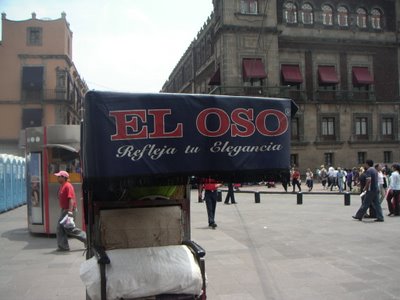 EL OSO
Refleja tu Elegancia